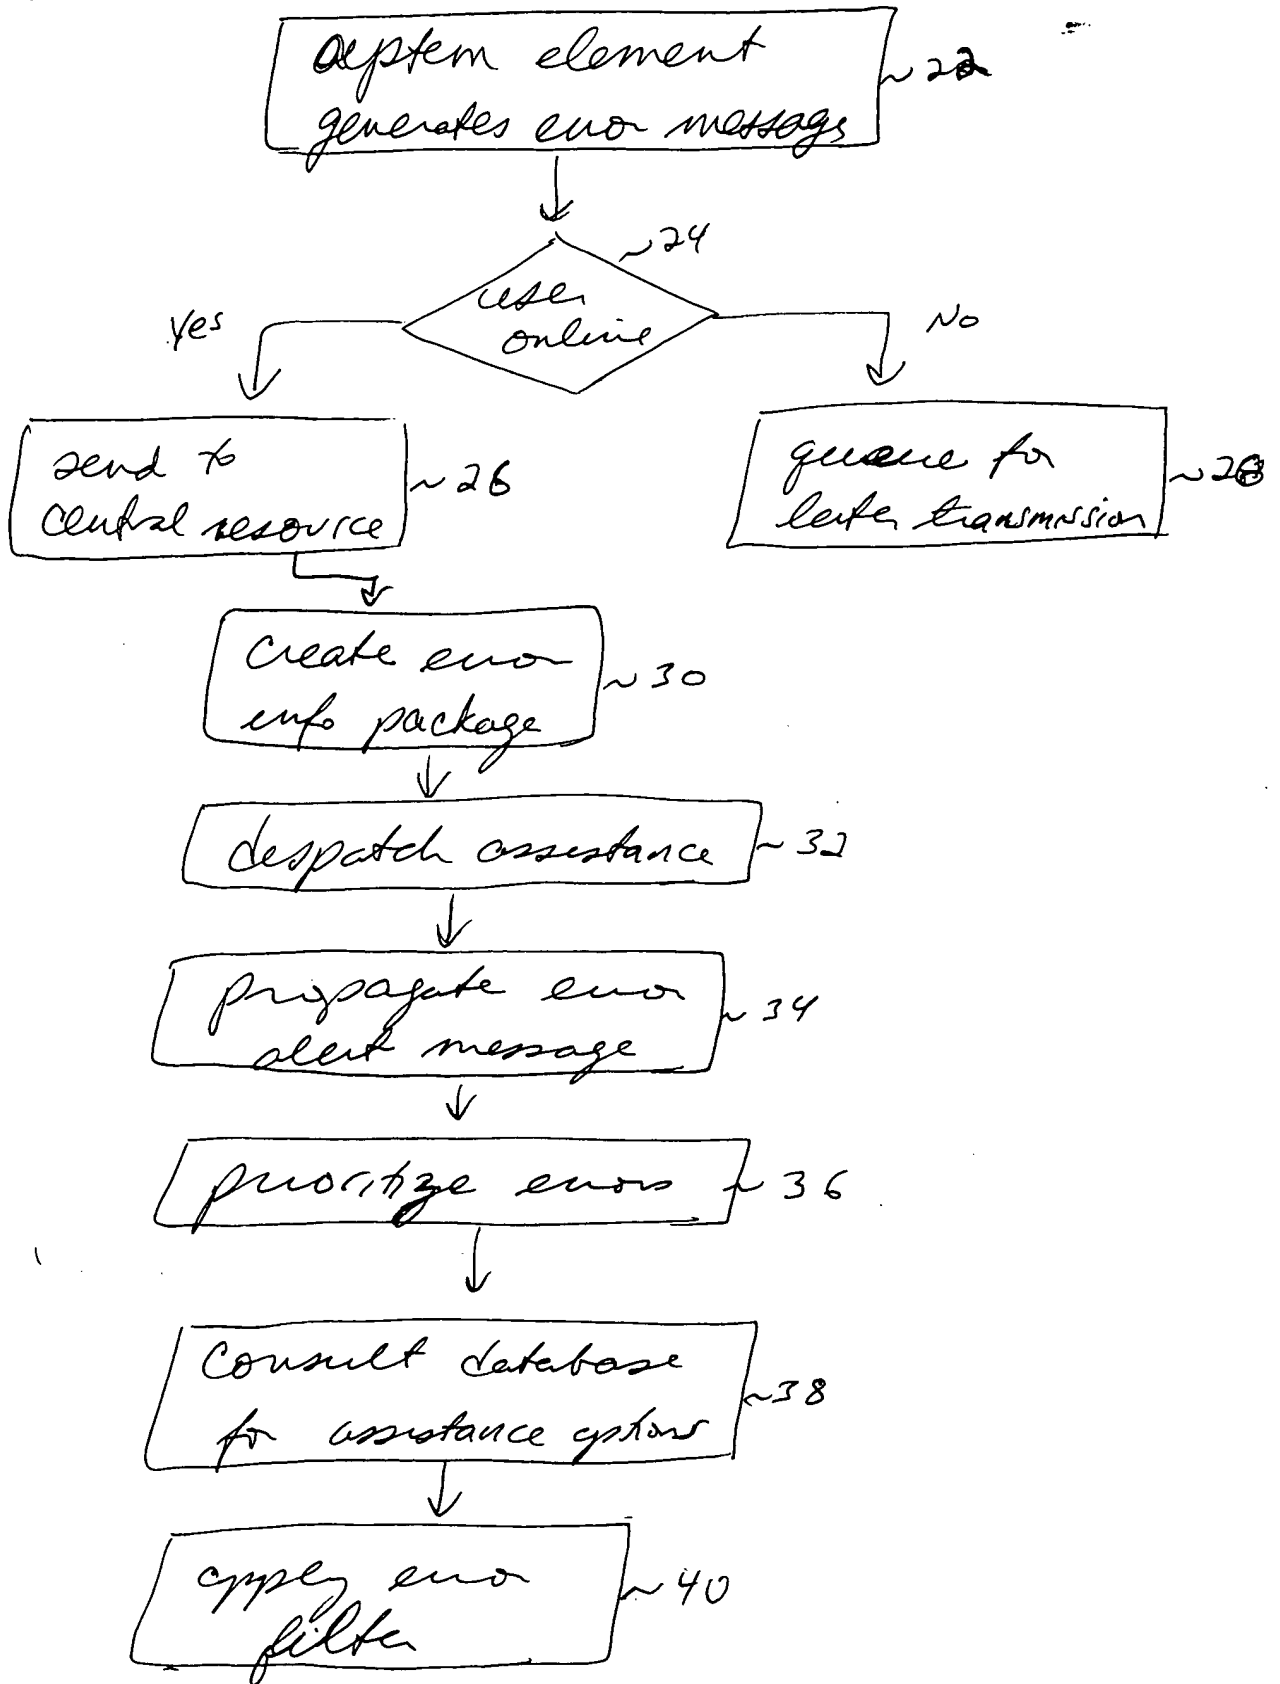 system element
generates error message
~22
~24
user
online
Yes
No
send to
central resource
~26
queue for
later transmission
~28
create error
info package
~30
despatch assistance
~32
propagate error
alert message
~34
prioritize errors
~36
consult database
for assistance options
~38
apply error
filter
~40